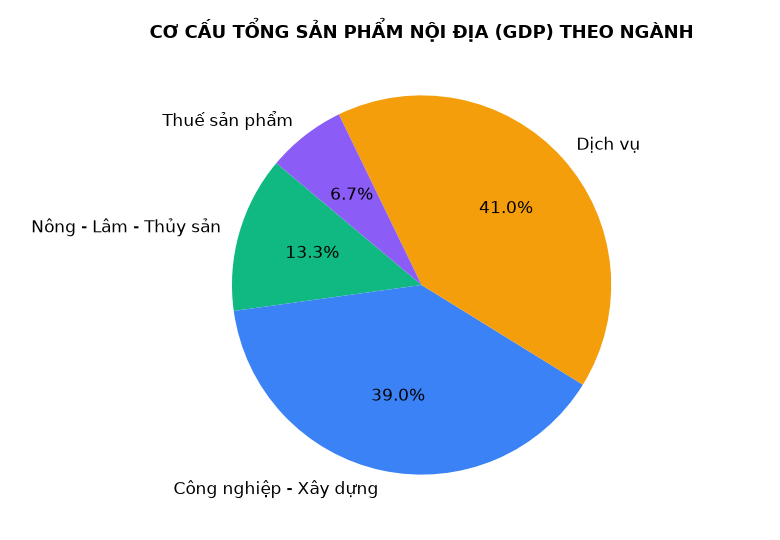 CƠ CẤU TỔNG SẢN PHẨM NỘI ĐỊA (GDP) THEO NGÀNH
Thuế sản phẩm
Dịch vụ
6.7%
41.0%
Nông - Lâm - Thủy sản
13.3%
39.0%
Công nghiệp - Xây dựng